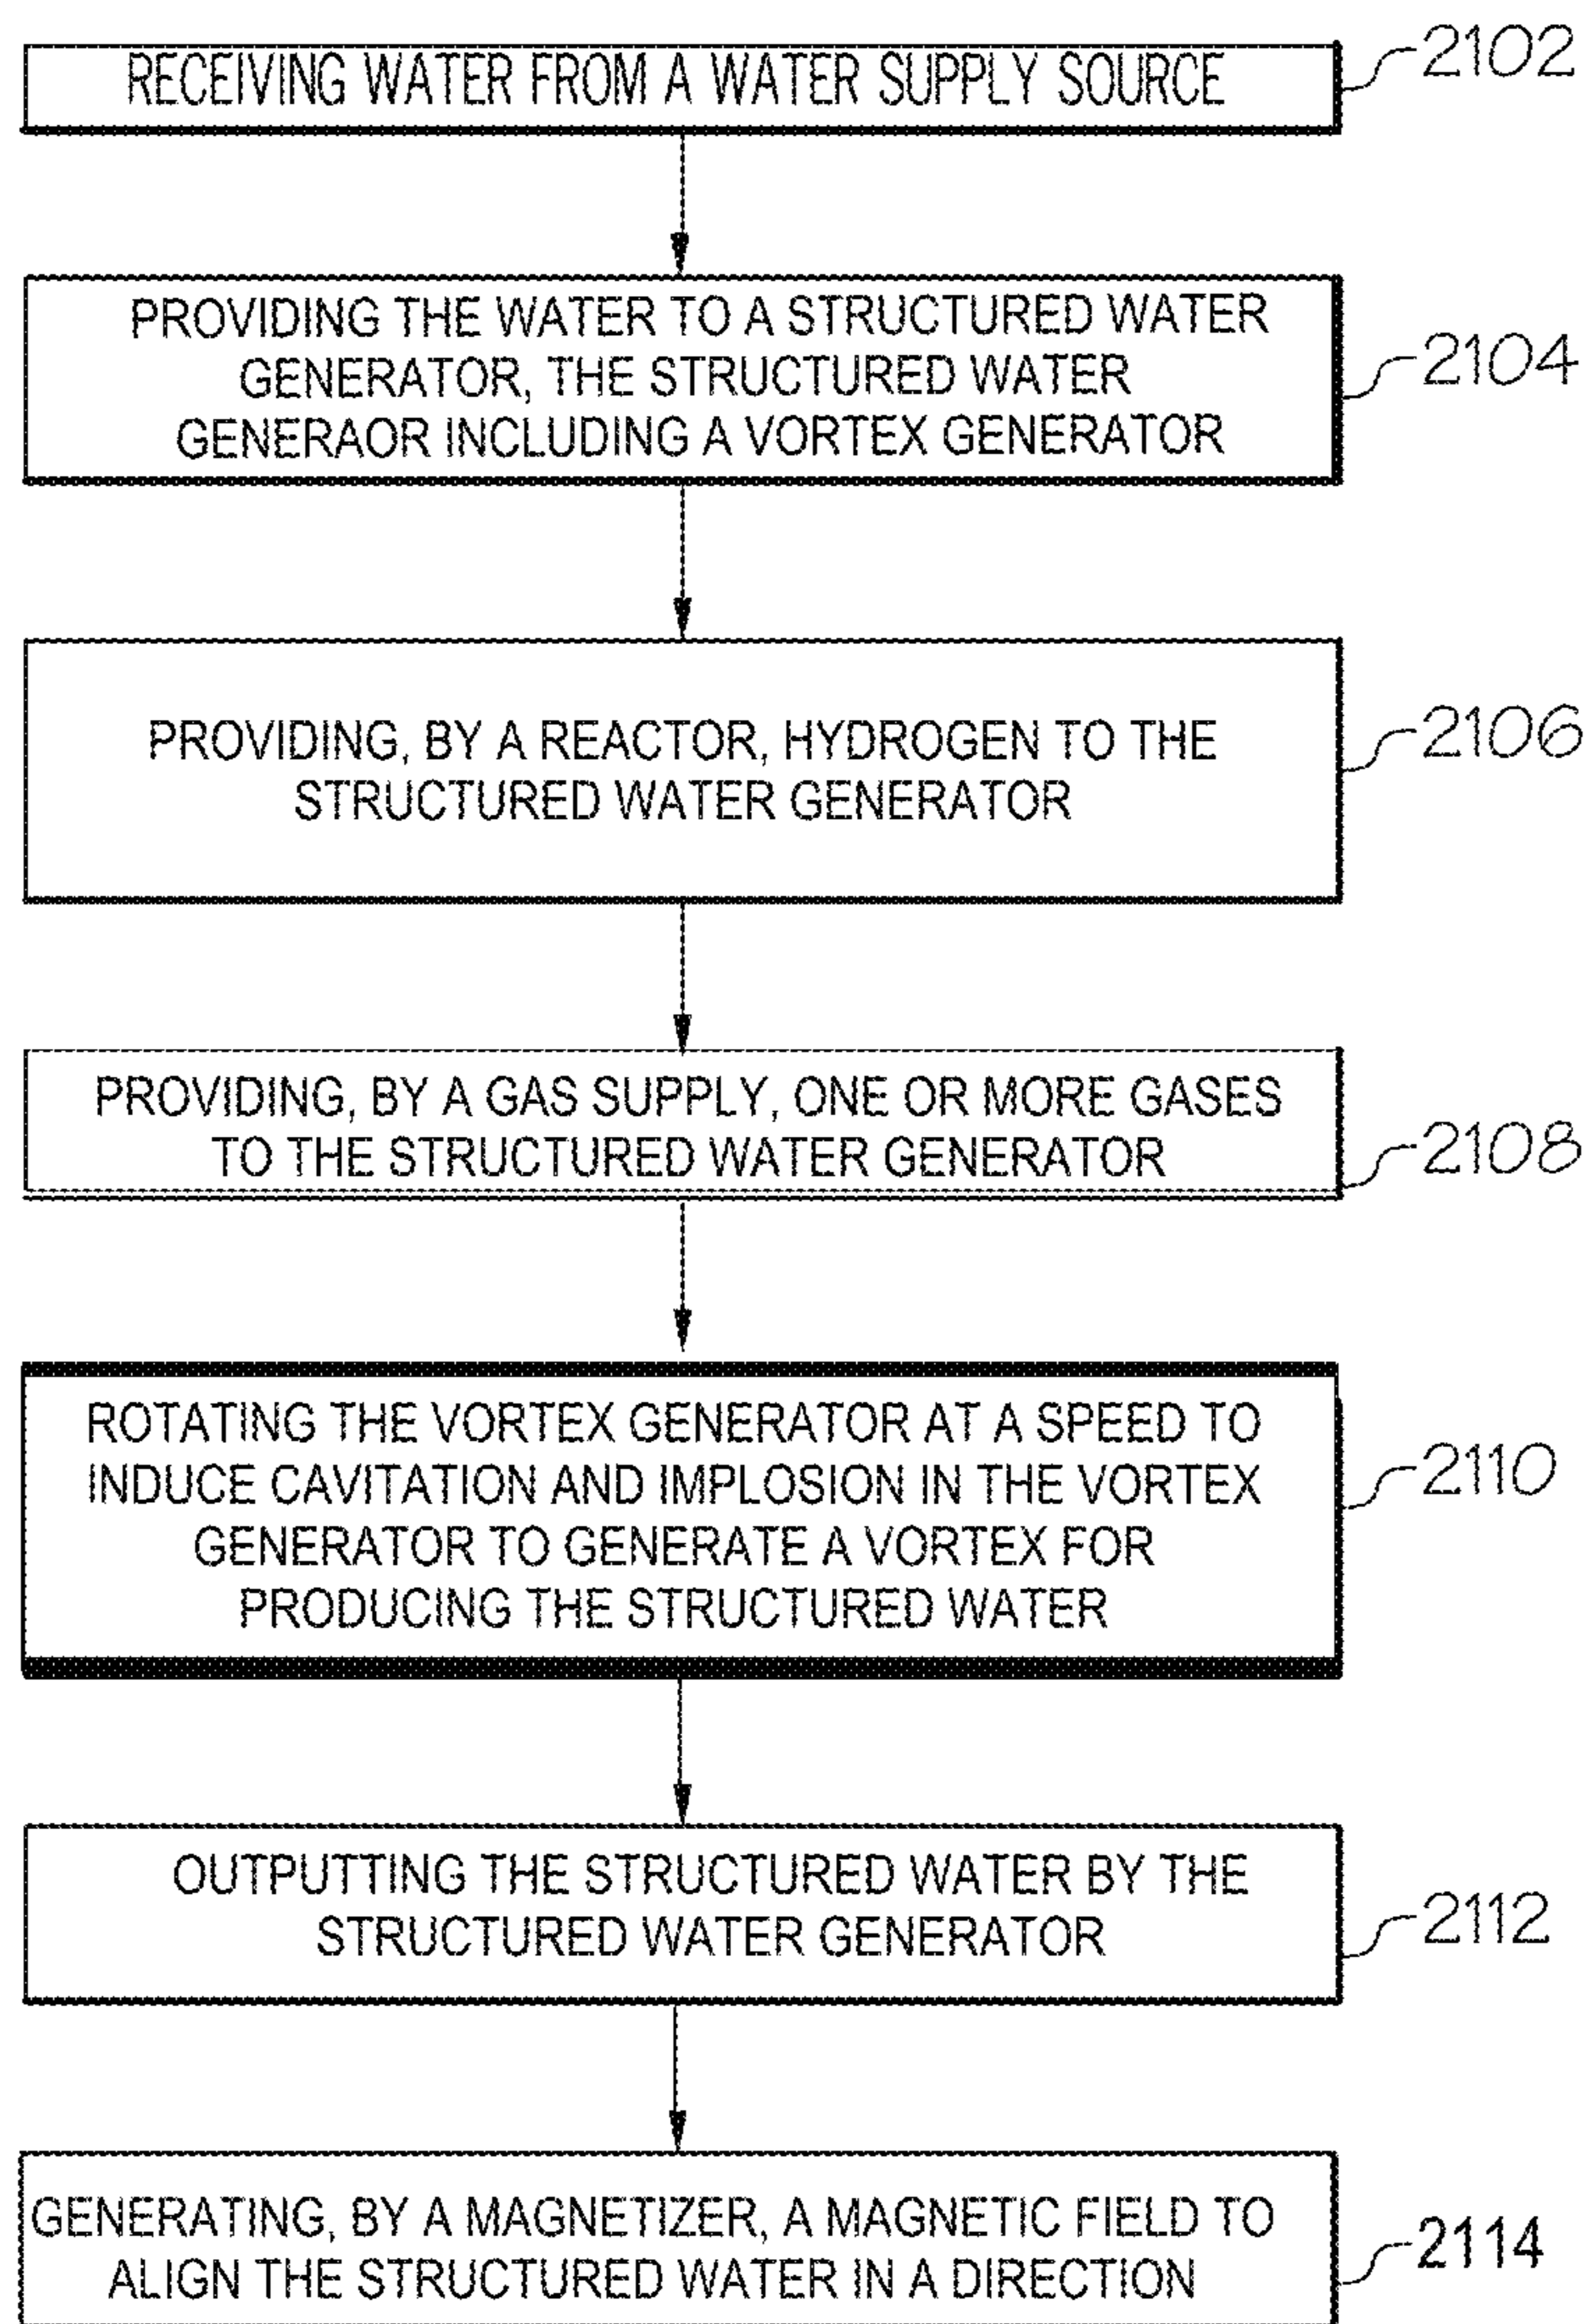 RECEIVING WATER FROM A WATER SUPPLY SOURCE
2102
PROVIDING THE WATER TO A STRUCTURED WATER
GENERATOR, THE STRUCTURED WATER
GENERAOR INCLUDING A VORTEX GENERATOR
2104
PROVIDING, BY A REACTOR, HYDROGEN TO THE
STRUCTURED WATER GENERATOR
2106
PROVIDING, BY A GAS SUPPLY, ONE OR MORE GASES
TO THE STRUCTURED WATER GENERATOR
2108
ROTATING THE VORTEX GENERATOR AT A SPEED TO
INDUCE CAVITATION AND IMPLOSION IN THE VORTEX
GENERATOR TO GENERATE A VORTEX FOR
PRODUCING THE STRUCTURED WATER
2110
OUTPUTTING THE STRUCTURED WATER BY THE
STRUCTURED WATER GENERATOR
2112
GENERATING, BY A MAGNETIZER, A MAGNETIC FIELD TO
ALIGN THE STRUCTURED WATER IN A DIRECTION
2114